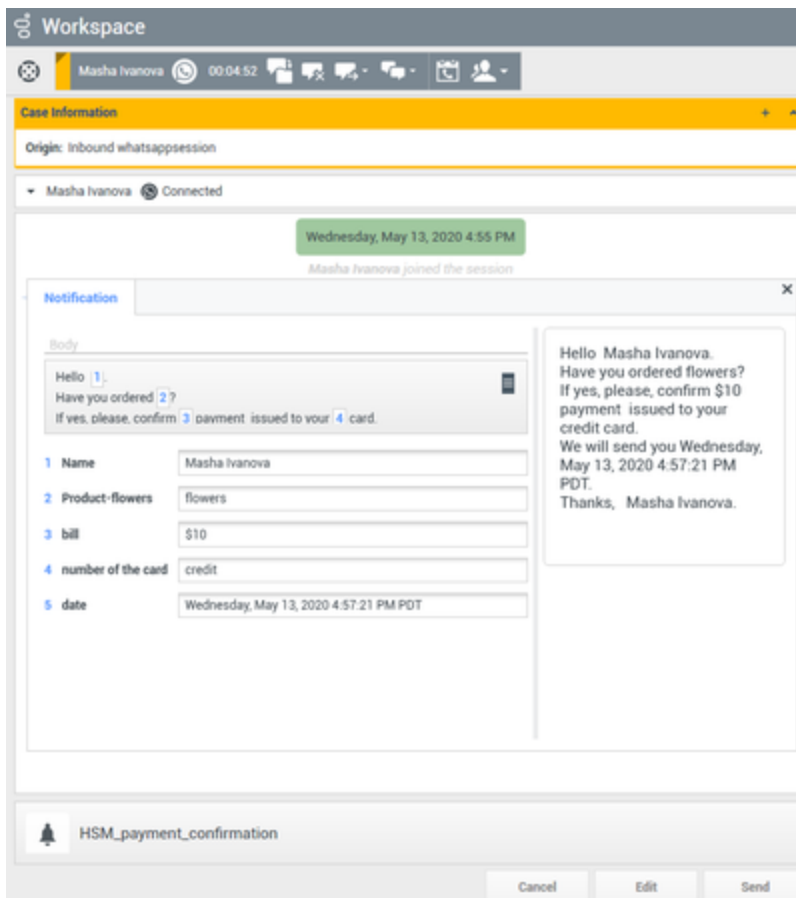 Workspace
Masha Ivanova 00:04:52
Case Information
Origin: Inbound whatsappsession
Masha Ivanova Connected
Wednesday, May 13, 2020 4:55 PM
Masha Ivanova joined the session
Notification
Body
Hello 1.
Have you ordered 2?
If yes, please, confirm 3 payment issued to your 4 card.
1 Name Masha Ivanova
2 Product-flowers flowers
3 bill $10
4 number of the card credit
5 date Wednesday, May 13, 2020 4:57:21 PM PDT
Hello Masha Ivanova.
Have you ordered flowers?
If yes, please, confirm $10
payment issued to your
credit card.
We will send you Wednesday,
May 13, 2020 4:57:21 PM
PDT.
Thanks, Masha Ivanova.
HSM_payment_confirmation
Cancel Edit Send